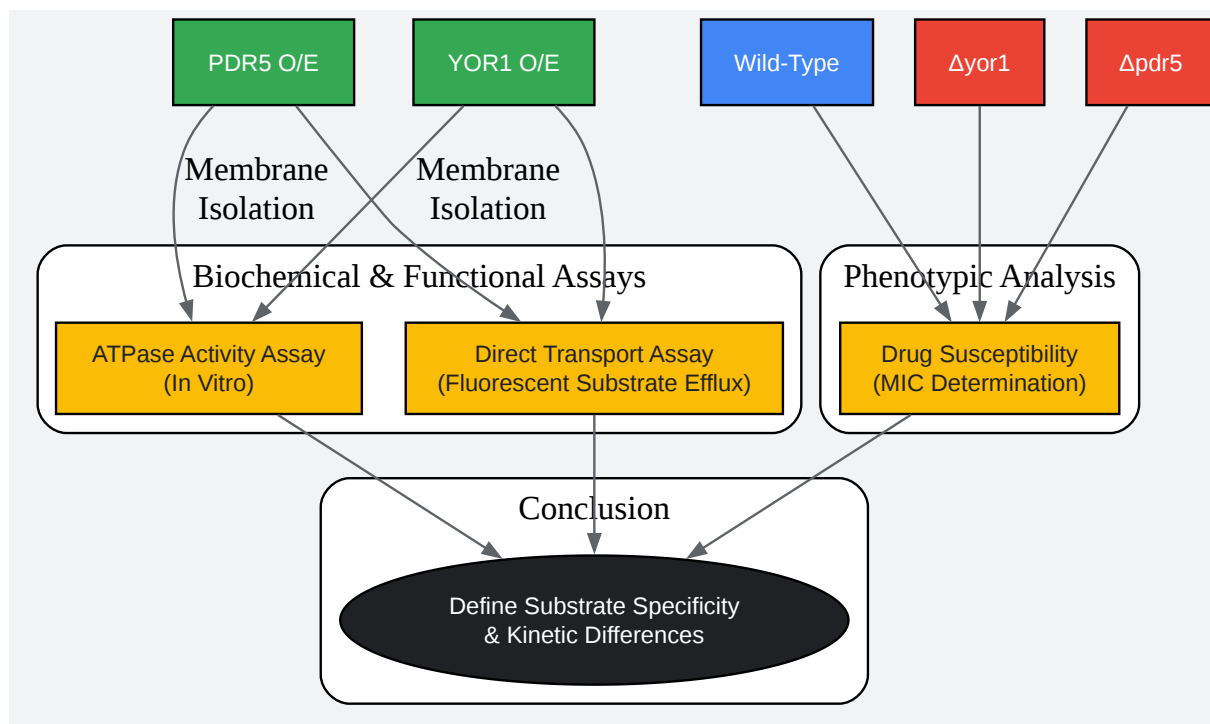 PDR5 O/E
YOR1 O/E
Wild-Type
Δyor1
Δpdr5
Membrane
Isolation
Membrane
Isolation
Biochemical & Functional Assays
Phenotypic Analysis
ATPase Activity Assay
(In Vitro)
Direct Transport Assay
(Fluorescent Substrate Efflux)
Drug Susceptibility
(MIC Determination)
Conclusion
Define Substrate Specificity
& Kinetic Differences